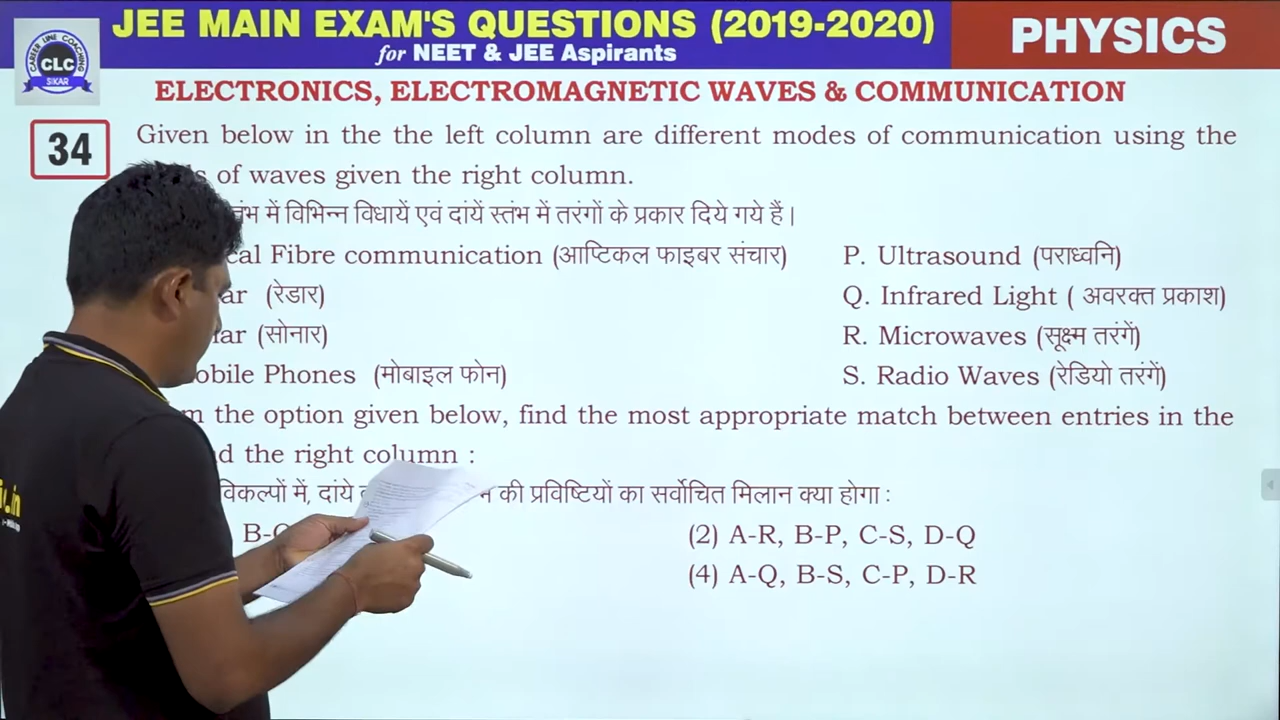 JEE MAIN EXAM'S QUESTIONS (2019-2020)
for NEET & JEE Aspirants
PHYSICS
CAREER LINE COACHING
CLC
SIKAR
ELECTRONICS, ELECTROMAGNETIC WAVES & COMMUNICATION
34
Given below in the the left column are different modes of communication using the
of waves given the right column.
में विभिन्न विधायें एवं दांयें स्तंभ में तरंगों के प्रकार दिये गये हैं।
Fibre communication (आप्टिकल फाइबर संचार) P. Ultrasound (पराध्वनि)
(रेडार) Q. Infrared Light ( अवरक्त प्रकाश)
(सोनार) R. Microwaves (सूक्ष्म तरंगें)
Phones (मोबाइल फोन) S. Radio Waves (रेडियो तरंगें)
the option given below, find the most appropriate match between entries in the
the right column :
विकल्पों में, दांये की प्रविष्टियों का सर्वोचित मिलान क्या होगा :
(2) A-R, B-P, C-S, D-Q
(4) A-Q, B-S, C-P, D-R